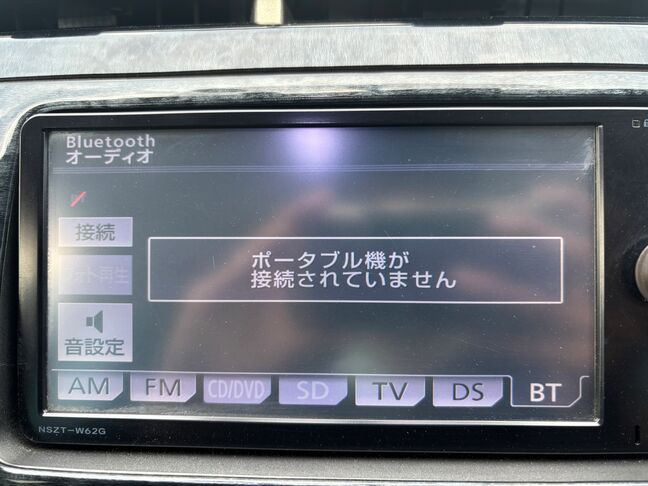 Bluetooth
オーディオ
接続
ポータブル機が
接続されていません
音設定
AM FM CD/DVD SD TV DS BT
NSZT-W62G